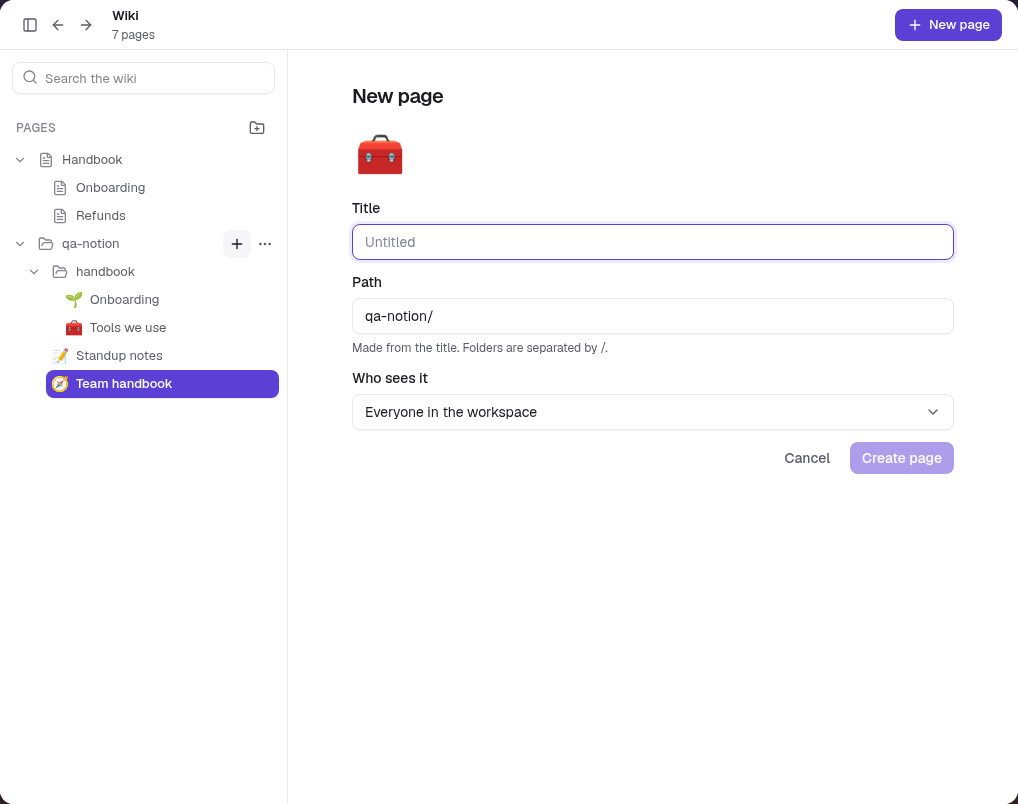 Wiki
7 pages
New page
Search the wiki
PAGES
Handbook
Onboarding
Refunds
qa-notion
handbook
Onboarding
Tools we use
Standup notes
Team handbook
New page
Title
Untitled
Path
qa-notion/
Made from the title. Folders are separated by /.
Who sees it
Everyone in the workspace
Cancel
Create page